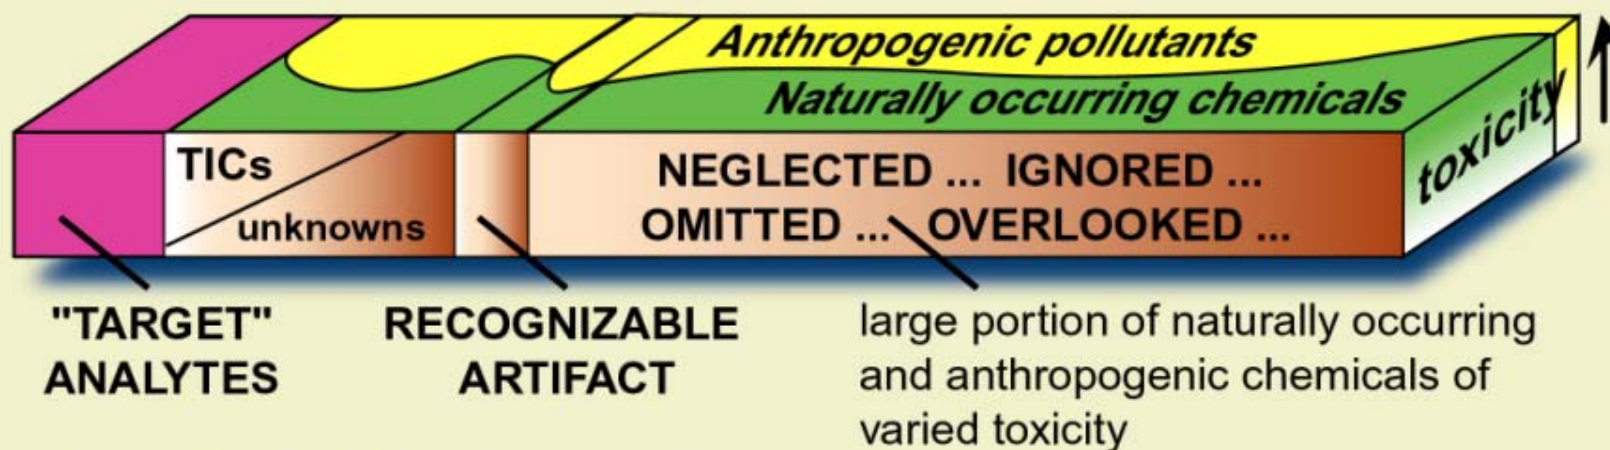 Anthropogenic pollutants
Naturally occurring chemicals
toxicity
TICs
unknowns
NEGLECTED ... IGNORED ...
OMITTED ... OVERLOOKED ...
"TARGET"
ANALYTES
RECOGNIZABLE
ARTIFACT
large portion of naturally occurring
and anthropogenic chemicals of
varied toxicity